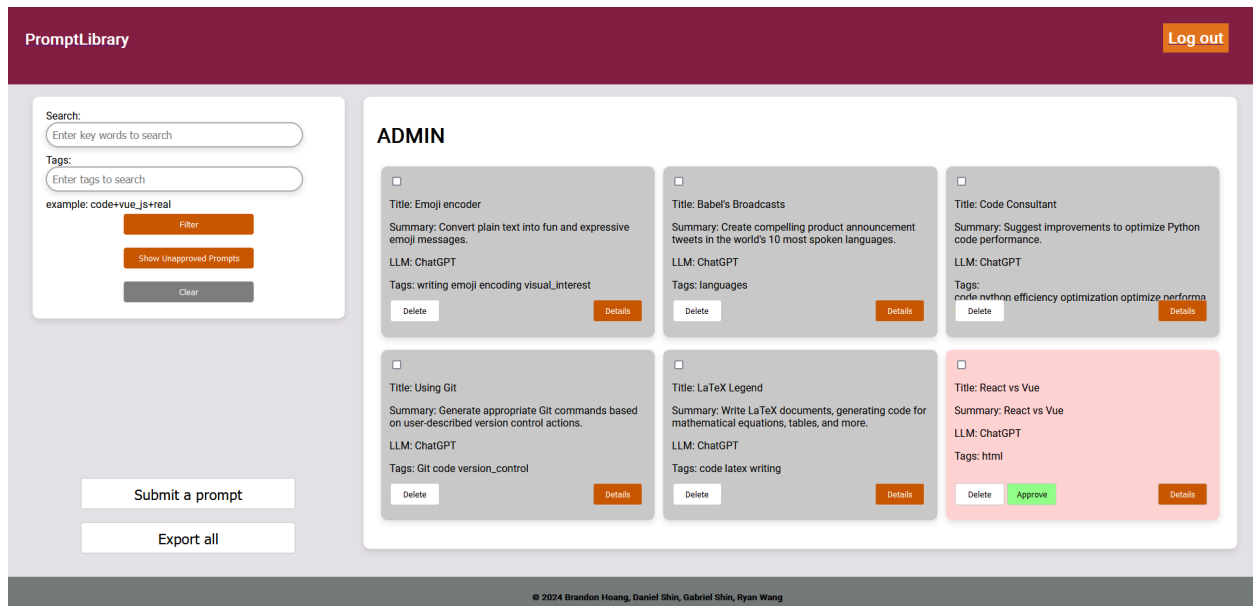 PromptLibrary
Log out
Search:
Enter key words to search
Tags:
Enter tags to search
example: code+vue_js+real
Filter
Show Unapproved Prompts
Clear
Submit a prompt
Export all
ADMIN
Title: Emoji encoder
Summary: Convert plain text into fun and expressive
emoji messages.
LLM: ChatGPT
Tags: writing emoji encoding visual_interest
Delete
Details
Title: Babel's Broadcasts
Summary: Create compelling product announcement
tweets in the world's 10 most spoken languages.
LLM: ChatGPT
Tags: languages
Delete
Details
Title: Code Consultant
Summary: Suggest improvements to optimize Python
code performance.
LLM: ChatGPT
Tags:
code python efficiency optimization optimize performa
Delete
Details
Title: Using Git
Summary: Generate appropriate Git commands based
on user-described version control actions.
LLM: ChatGPT
Tags: Git code version_control
Delete
Details
Title: LaTeX Legend
Summary: Write LaTeX documents, generating code for
mathematical equations, tables, and more.
LLM: ChatGPT
Tags: code latex writing
Delete
Details
Title: React vs Vue
Summary: React vs Vue
LLM: ChatGPT
Tags: html
Delete
Approve
Details
© 2024 Brandon Hoang, Daniel Shin, Gabriel Shin, Ryan Wang